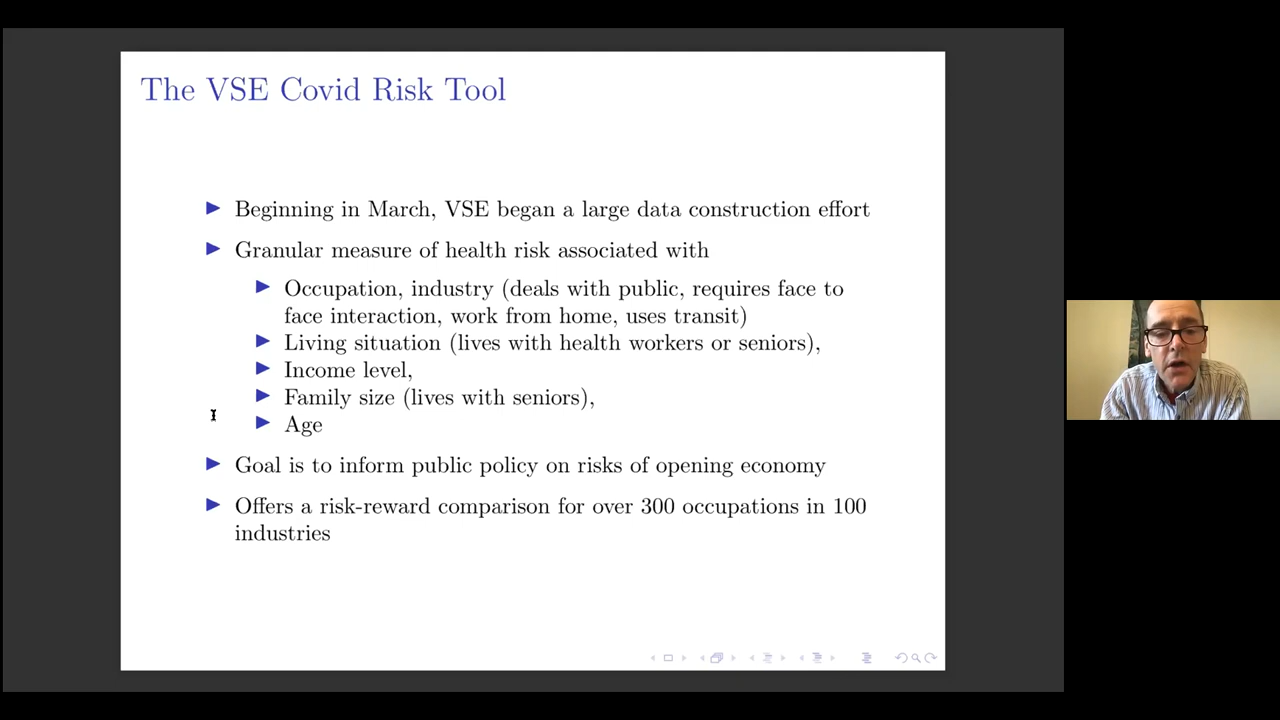 The VSE Covid Risk Tool
Beginning in March, VSE began a large data construction effort
Granular measure of health risk associated with
Occupation, industry (deals with public, requires face to
face interaction, work from home, uses transit)
Living situation (lives with health workers or seniors),
Income level,
Family size (lives with seniors),
Age
Goal is to inform public policy on risks of opening economy
Offers a risk-reward comparison for over 300 occupations in 100
industries